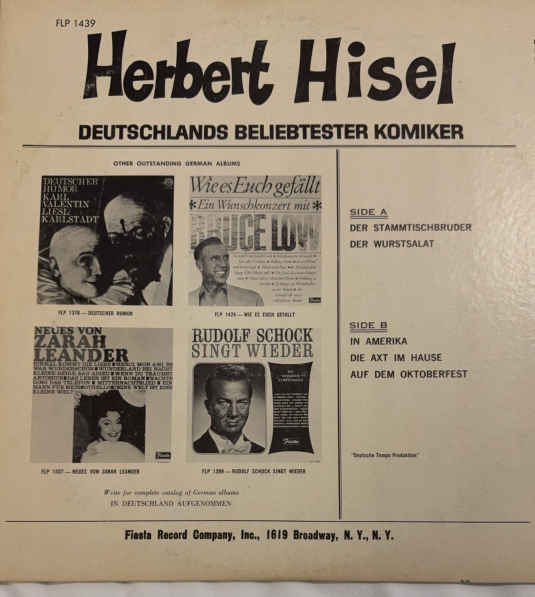 FLP 1439
Herbert Hisel
DEUTSCHLANDS BELIEBTESTER KOMIKER
OTHER OUTSTANDING GERMAN ALBUMS
DEUTSCHER
HUMOR
KARL
VALENTIN
LIESL
KARLSTADT
FLP 1378 — DEUTSCHER HUMOR
Wie es Euch gefällt
* Ein Wunschkonzert mit *
BRUCE LOW
FLP 1425 — WIE ES EUCH GEFALLT
NEUES VON
ZARAH
LEANDER
KLEINE WELT
FLP 1407 — NEUES VON ZARAH LEANDER
RUDOLF SCHOCK
SINGT WIEDER
Fiesta
FLP 1396 — RUDOLF SCHOCK SINGT WIEDER
Write for complete catalog of German albums
IN DEUTSCHLAND AUFGENOMMEN
SIDE A
DER STAMMTISCHBRUDER
DER WURSTSALAT
SIDE B
IN AMERIKA
DIE AXT IM HAUSE
AUF DEM OKTOBERFEST
"Deutsche Tempo Produktion"
Fiesta Record Company, Inc., 1619 Broadway, N. Y., N. Y.